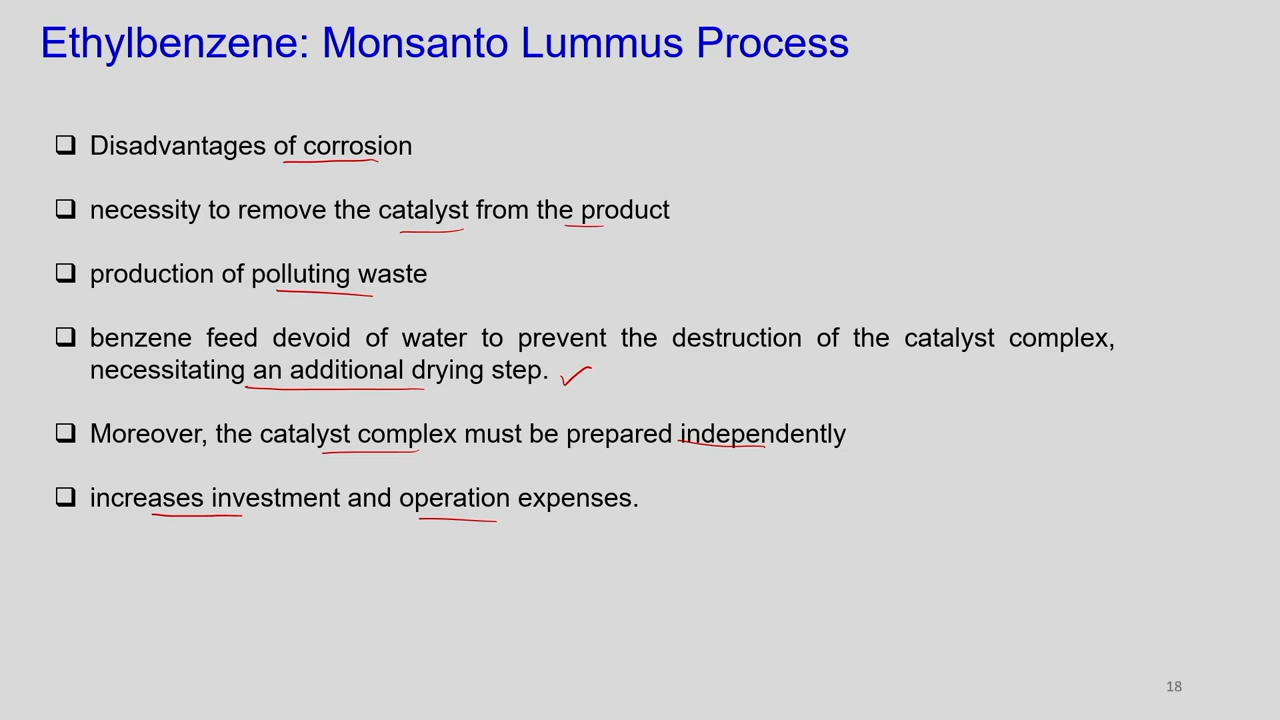 Ethylbenzene: Monsanto Lummus Process
❑ Disadvantages of corrosion
❑ necessity to remove the catalyst from the product
❑ production of polluting waste
❑ benzene feed devoid of water to prevent the destruction of the catalyst complex,
necessitating an additional drying step.
❑ Moreover, the catalyst complex must be prepared independently
❑ increases investment and operation expenses.
18